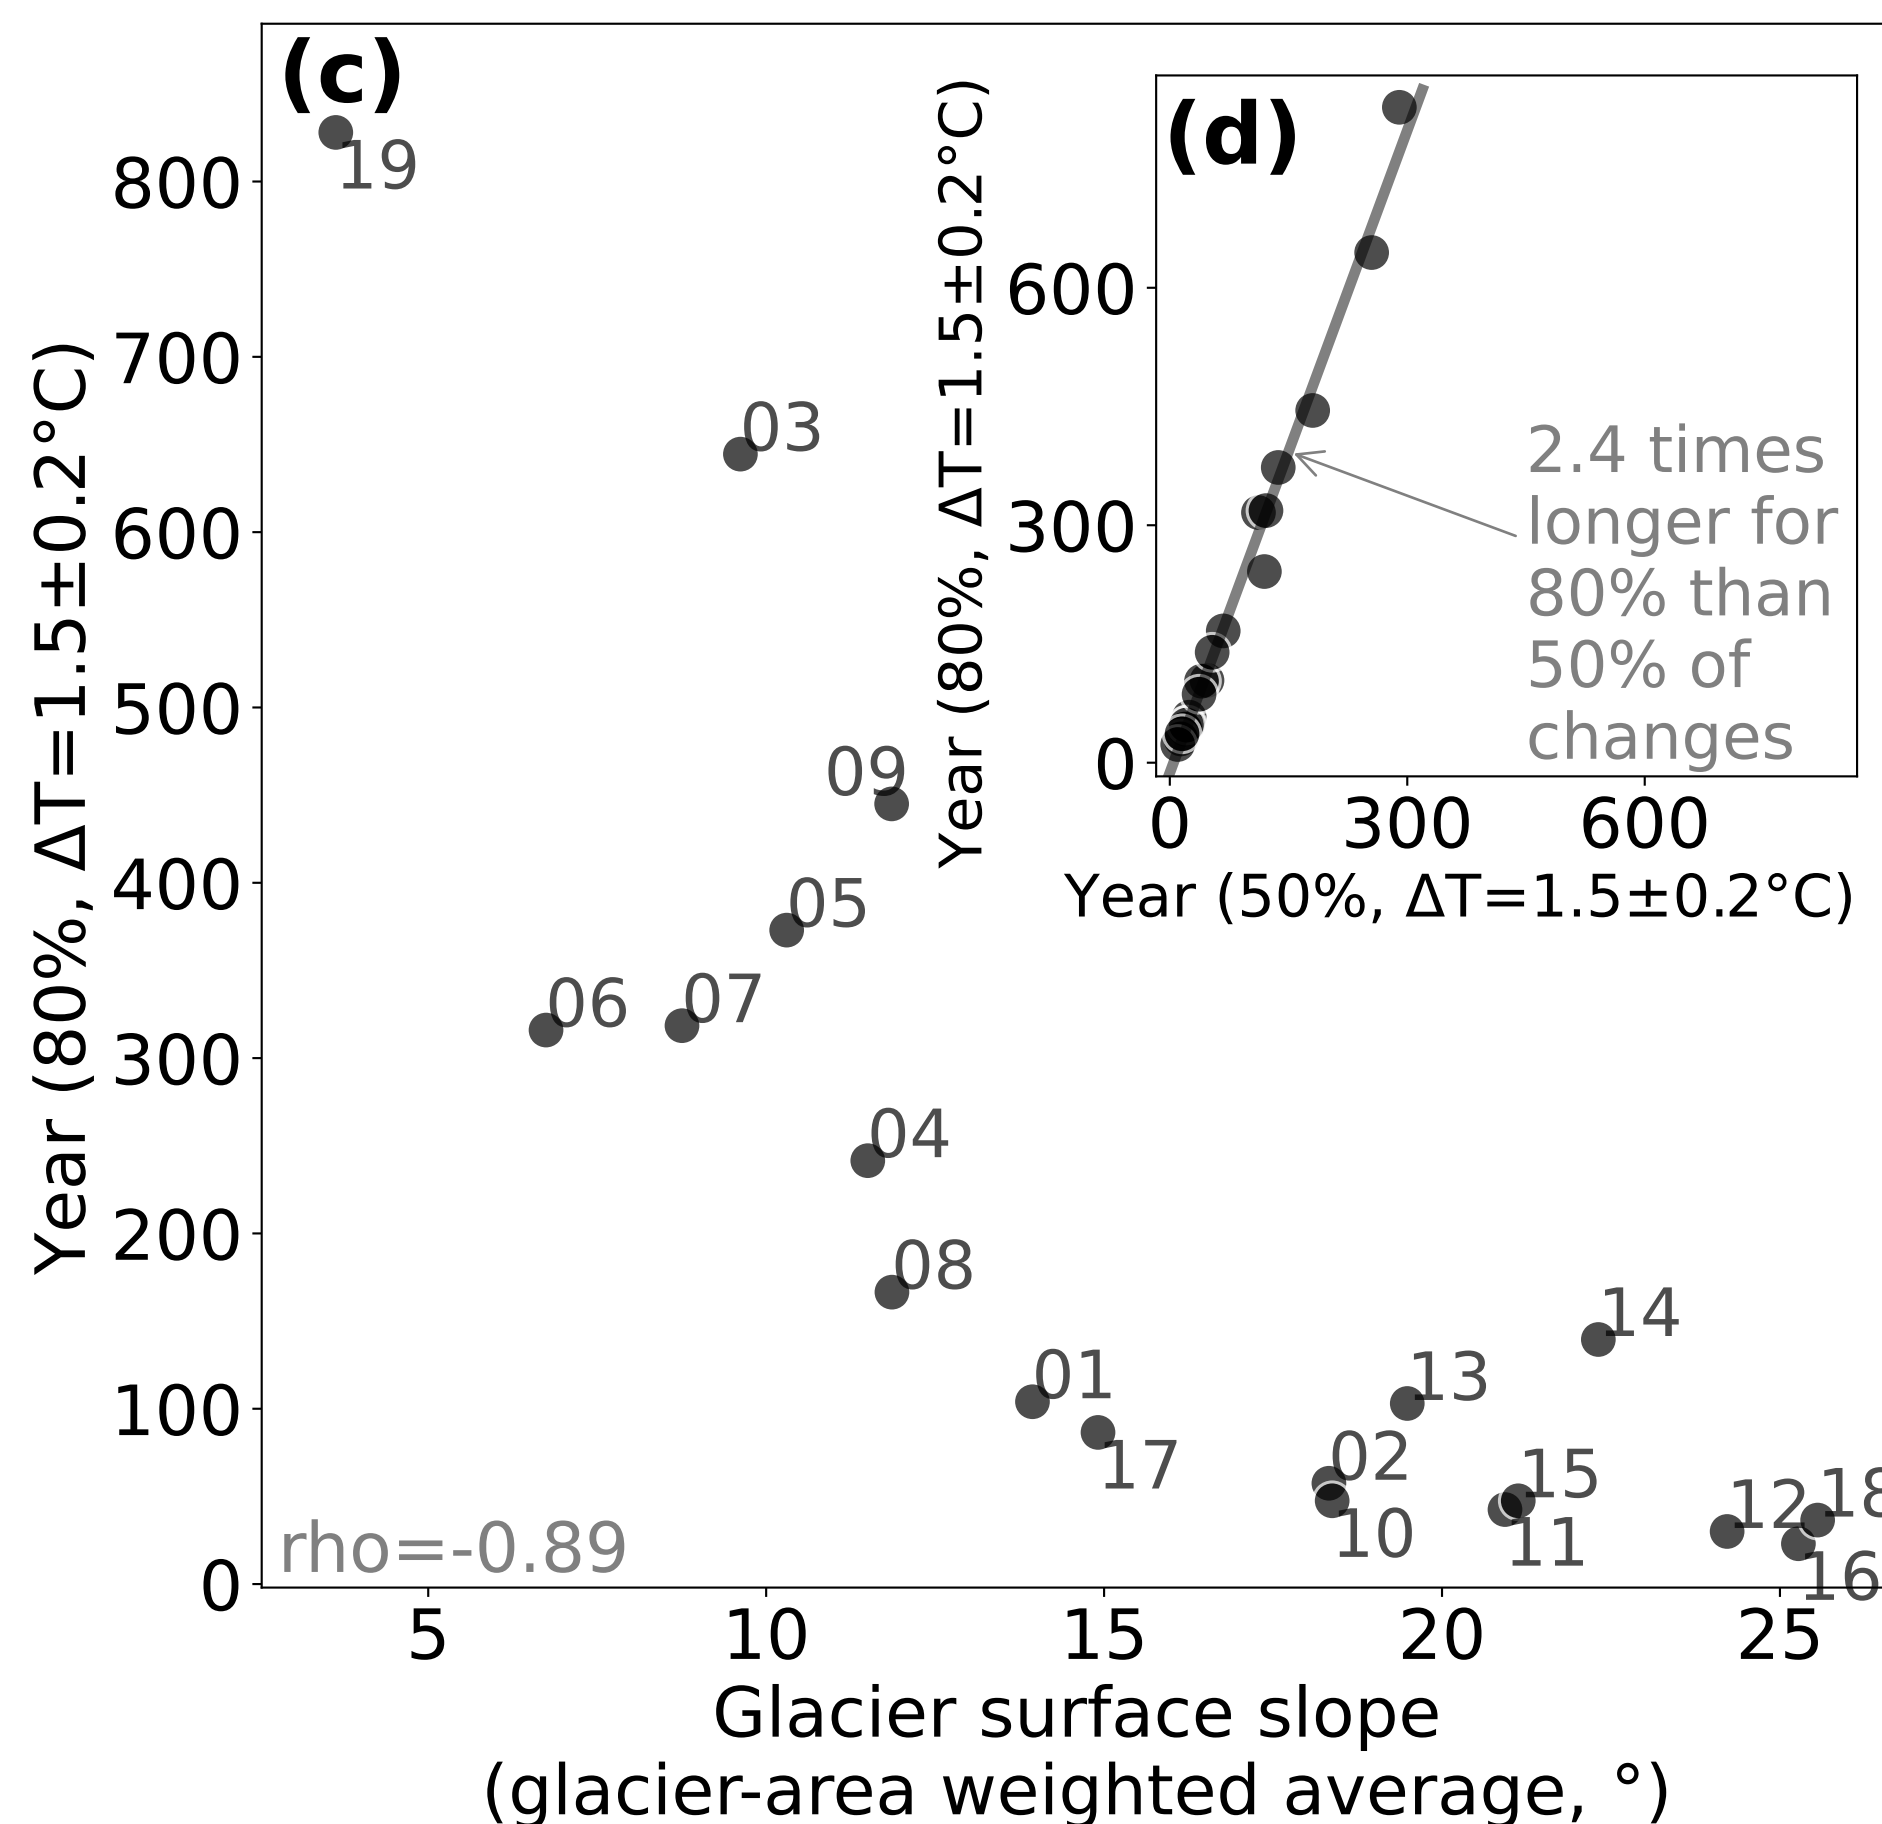 (c)
19
03
09
05
06
07
04
08
01
17
02
10
13
14
15
11
12
18
16
rho=-0.89
800
700
600
500
400
300
200
100
0
Year (80%, ΔT=1.5±0.2°C)
5 10 15 20 25
Glacier surface slope
(glacier-area weighted average, °)
(d)
600
300
0
Year (80%, ΔT=1.5±0.2°C)
2.4 times
longer for
80% than
50% of
changes
0 300 600
Year (50%, ΔT=1.5±0.2°C)